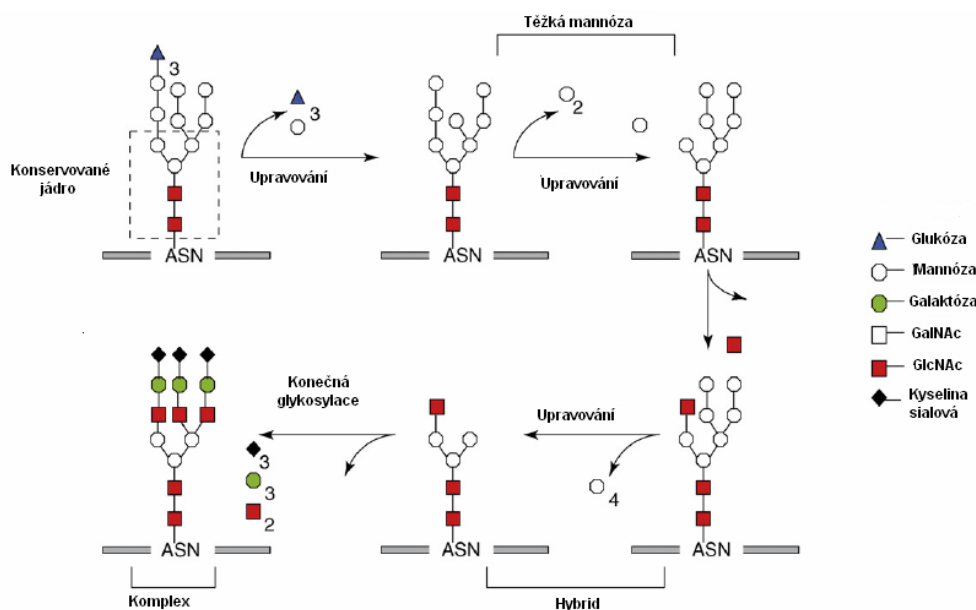 Těžká mannóza
3
3
2
Konservované
jádro
Upravování
Upravování
ASN
ASN
ASN
Glukóza
Mannóza
Galaktóza
GalNAc
GlcNAc
Kyselina
sialová
Konečná
glykosylace
3
3
2
Upravování
4
ASN
ASN
ASN
Komplex
Hybrid